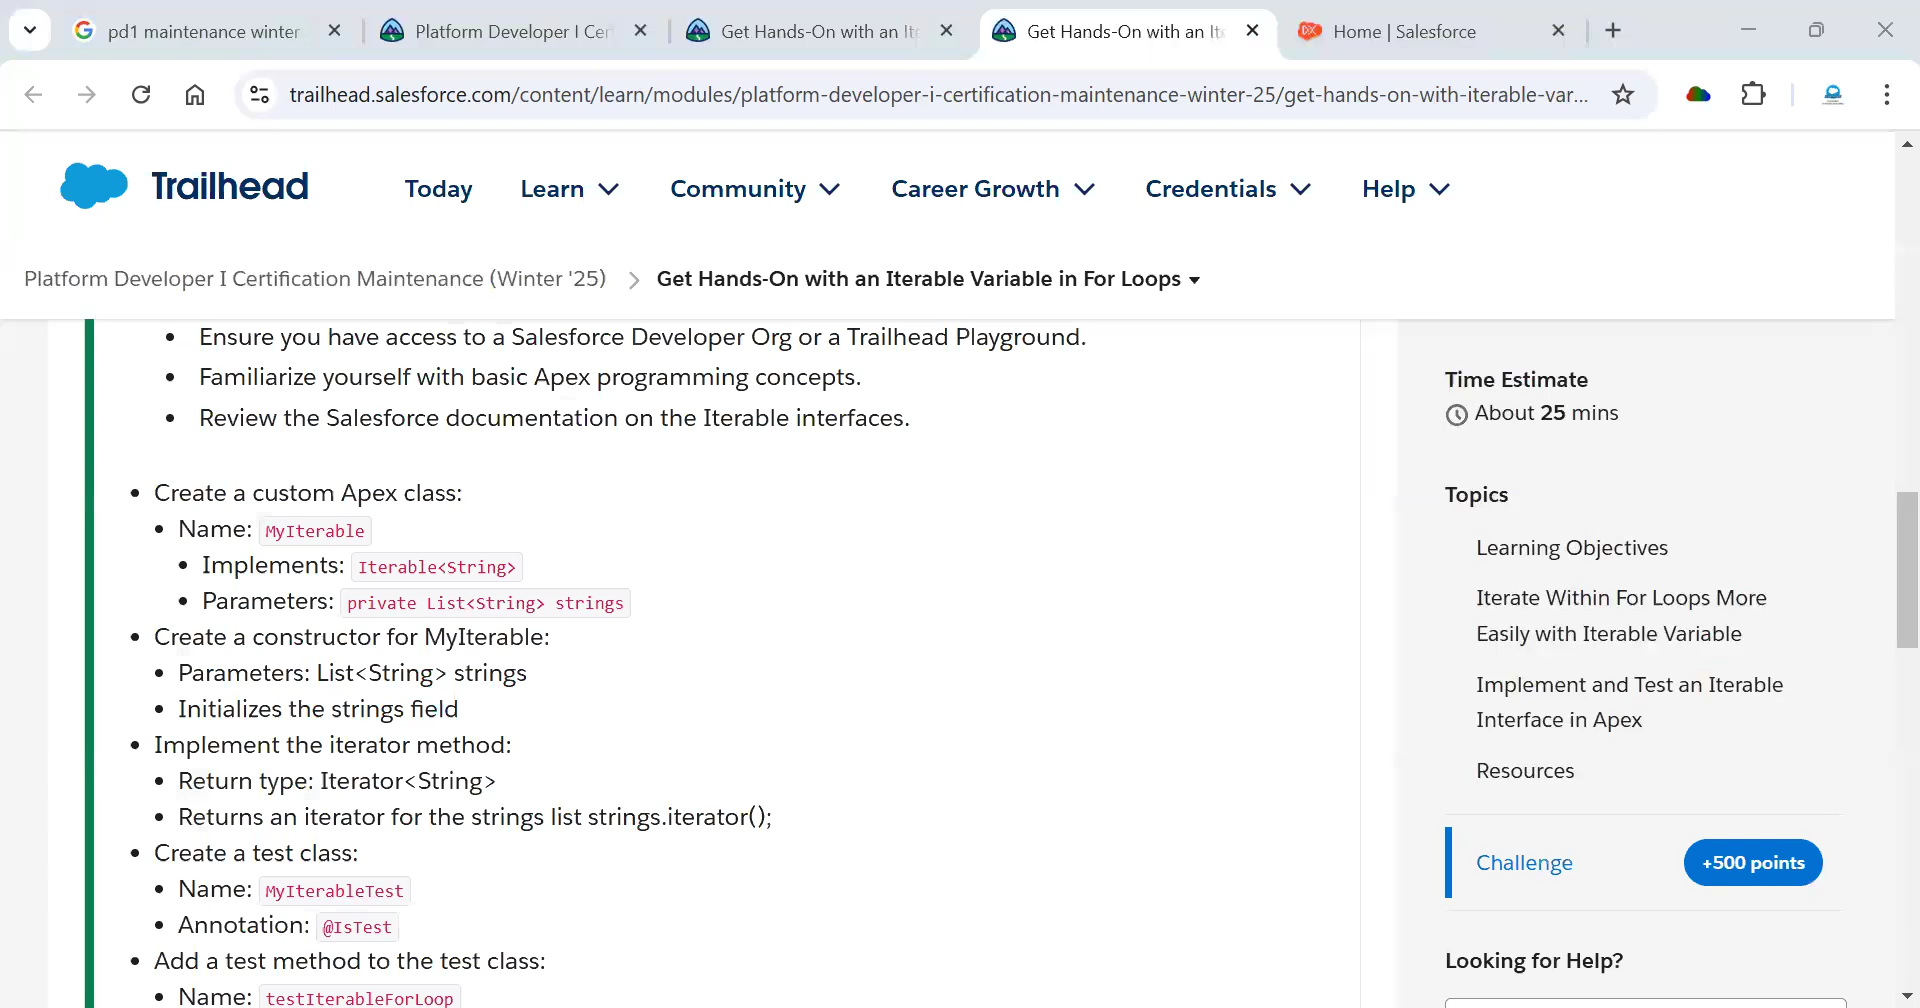 pd1 maintenance winter
Platform Developer I Cer
Get Hands-On with an Ite
Get Hands-On with an Ite
Home | Salesforce
trailhead.salesforce.com/content/learn/modules/platform-developer-i-certification-maintenance-winter-25/get-hands-on-with-iterable-var...
Trailhead
Today
Learn
Community
Career Growth
Credentials
Help
Platform Developer I Certification Maintenance (Winter '25)
Get Hands-On with an Iterable Variable in For Loops
Ensure you have access to a Salesforce Developer Org or a Trailhead Playground.
Familiarize yourself with basic Apex programming concepts.
Review the Salesforce documentation on the Iterable interfaces.
Create a custom Apex class:
Name: MyIterable
Implements: Iterable<String>
Parameters: private List<String> strings
Create a constructor for MyIterable:
Parameters: List<String> strings
Initializes the strings field
Implement the iterator method:
Return type: Iterator<String>
Returns an iterator for the strings list strings.iterator();
Create a test class:
Name: MyIterableTest
Annotation: @IsTest
Add a test method to the test class:
Name: testIterableForLoop
Time Estimate
About 25 mins
Topics
Learning Objectives
Iterate Within For Loops More
Easily with Iterable Variable
Implement and Test an Iterable
Interface in Apex
Resources
Challenge
+500 points
Looking for Help?